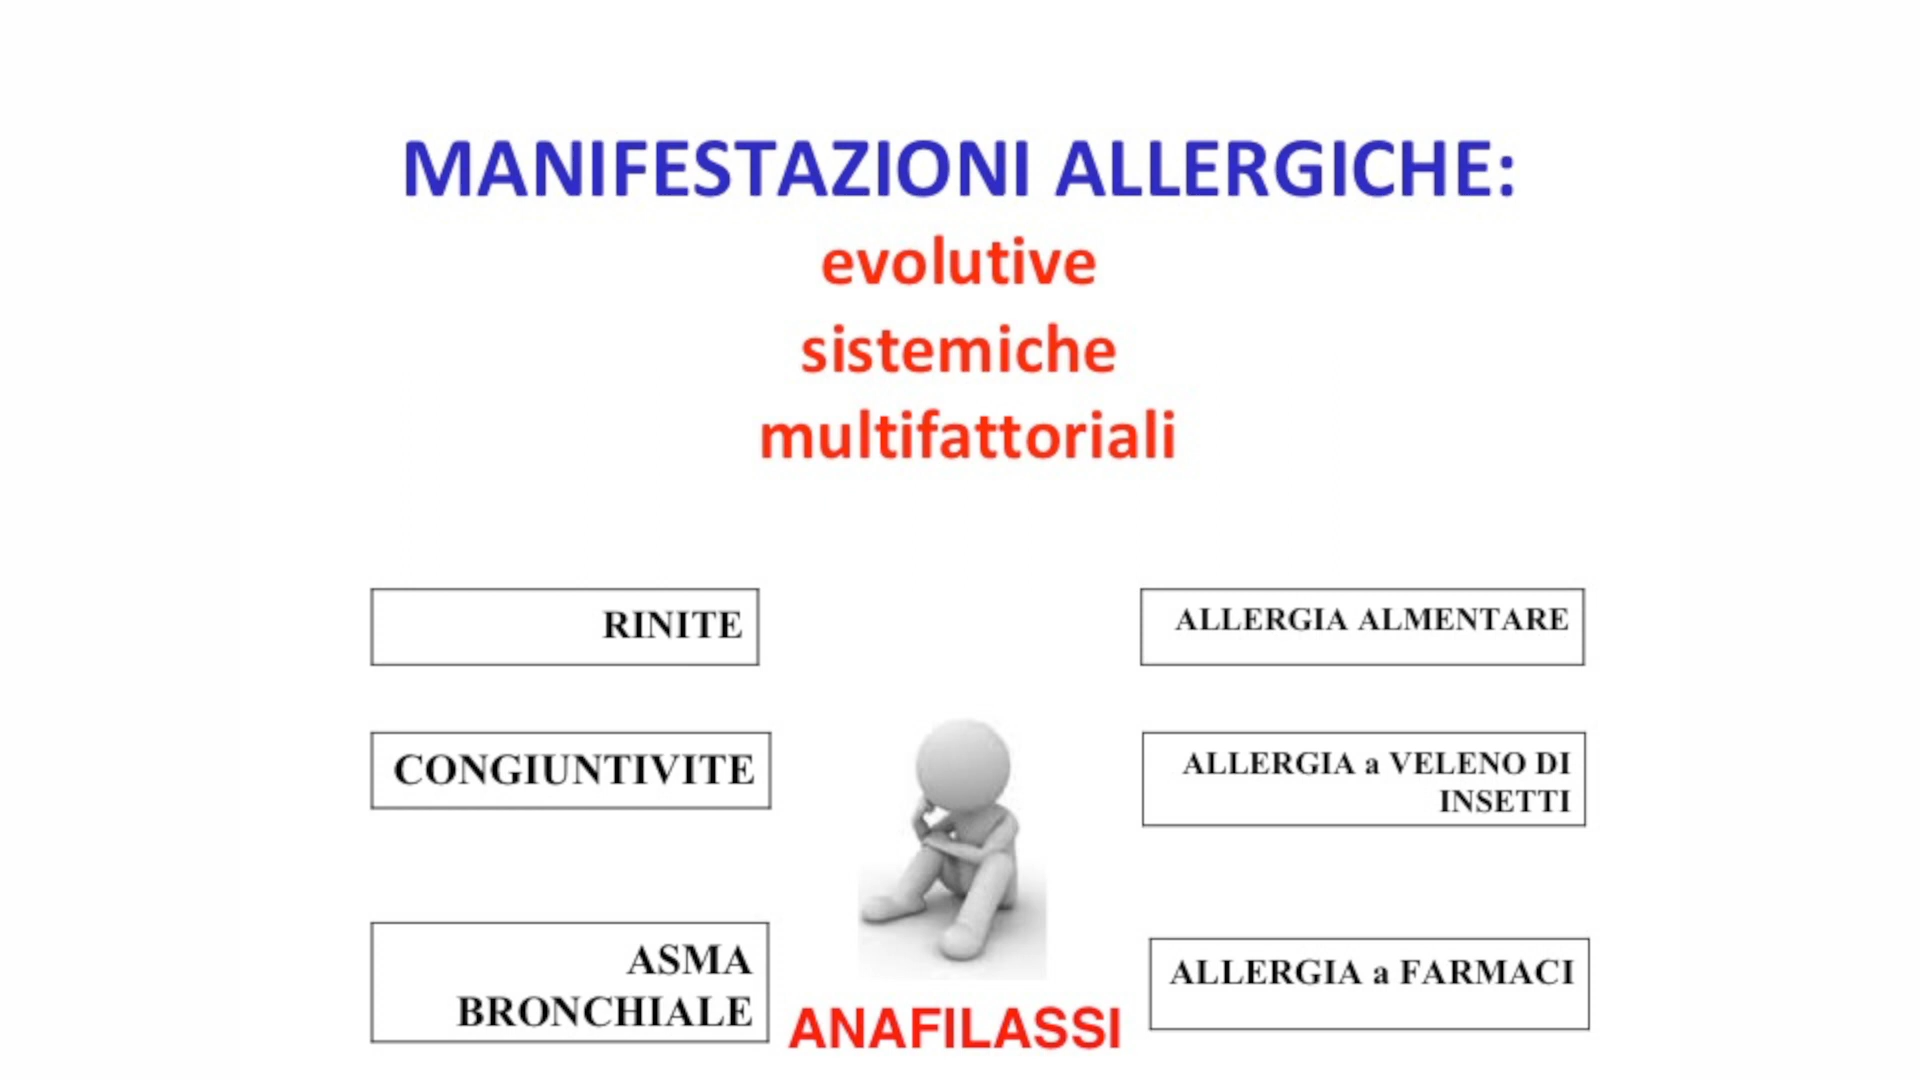 MANIFESTAZIONI ALLERGICHE:
evolutive
sistemiche
multifattoriali
RINITE
CONGIUNTIVITE
ASMA
BRONCHIALE
ANAFILASSI
ALLERGIA ALMENTARE
ALLERGIA a VELENO DI
INSETTI
ALLERGIA a FARMACI